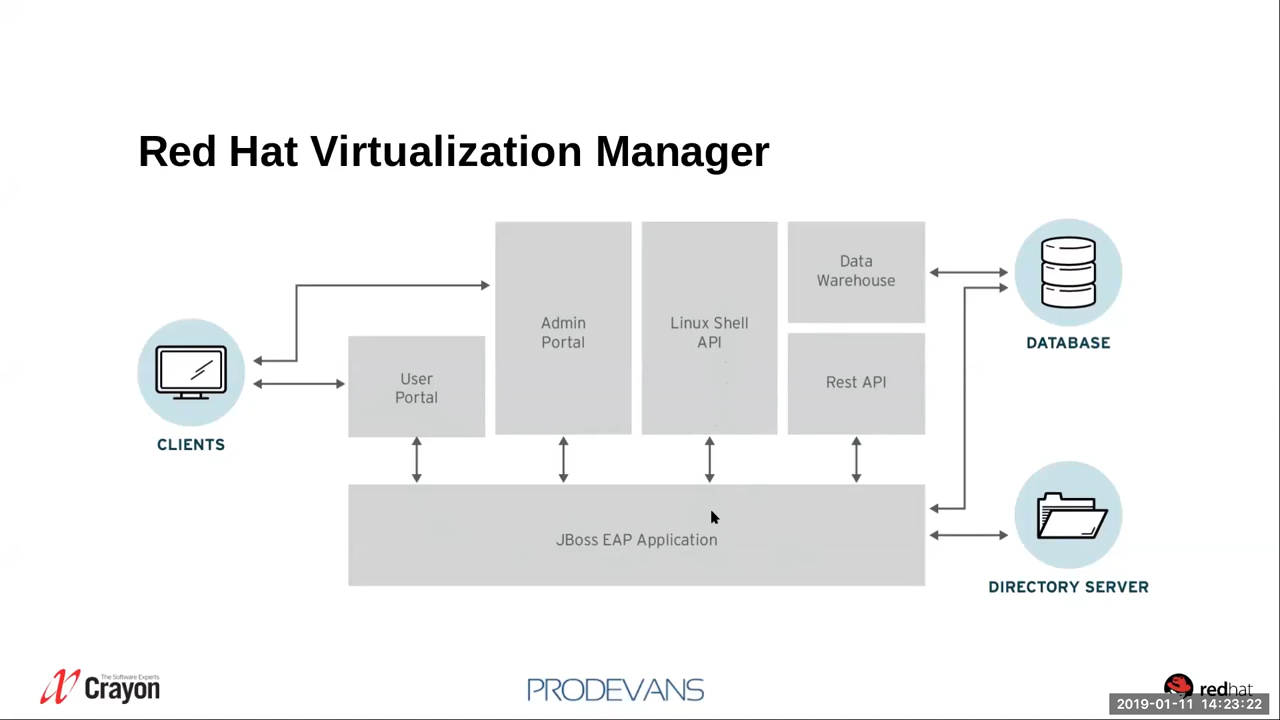 Red Hat Virtualization Manager
Data
Warehouse
Admin
Portal
Linux Shell
API
DATABASE
User
Portal
Rest API
CLIENTS
JBoss EAP Application
DIRECTORY SERVER
The Software Experts
Crayon
PRODEVANS
redhat
2019-01-11 14:23:22